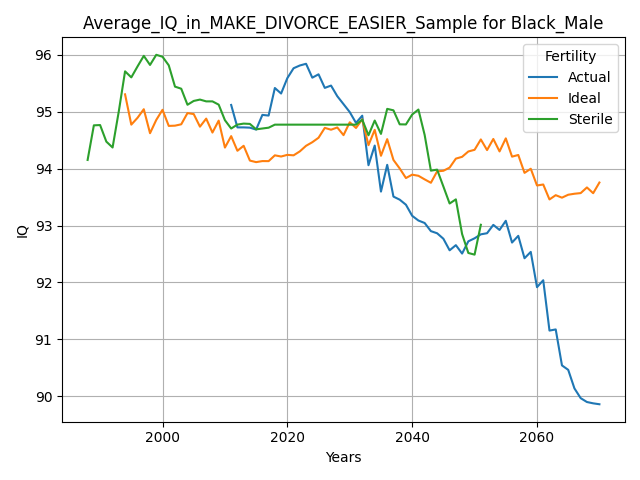 Average_IQ_in_MAKE_DIVORCE_EASIER_Sample for Black_Male
Fertility
Actual
Ideal
Sterile
IQ
96
95
94
93
92
91
90
2000
2020
2040
2060
Years